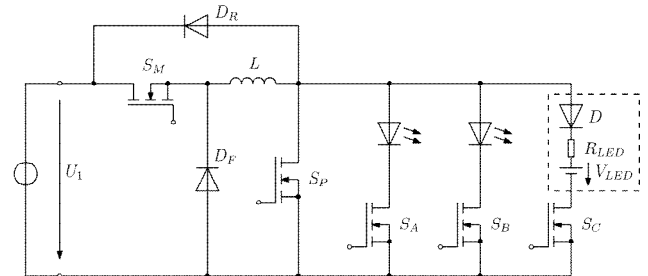 D_R
S_M
L
D
R_LED
U_1
D_F
S_P
V_LED
S_A
S_B
S_C